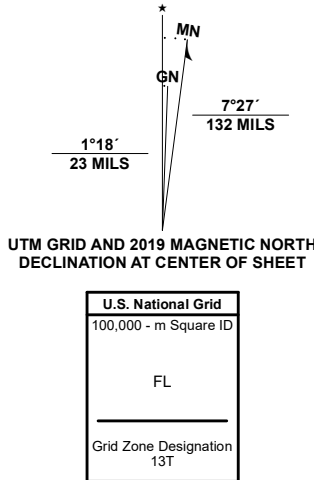 ★
MN
GN
7°27´
132 MILS
1°18´
23 MILS
UTM GRID AND 2019 MAGNETIC NORTH
DECLINATION AT CENTER OF SHEET
U.S. National Grid
100,000 - m Square ID
FL
Grid Zone Designation
13T